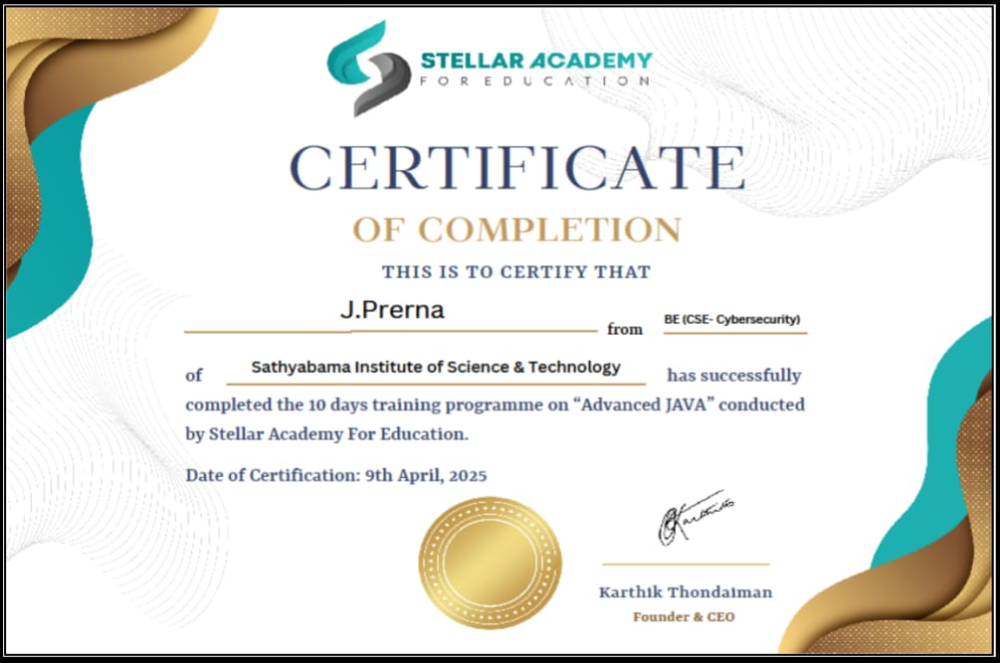 STELLAR ACADEMY
FOR EDUCATION
CERTIFICATE
OF COMPLETION
THIS IS TO CERTIFY THAT
J.Prerna from BE (CSE- Cybersecurity)
of Sathyabama Institute of Science & Technology has successfully
completed the 10 days training programme on “Advanced JAVA” conducted
by Stellar Academy For Education.
Date of Certification: 9th April, 2025
Karthik
Karthik Thondaiman
Founder & CEO